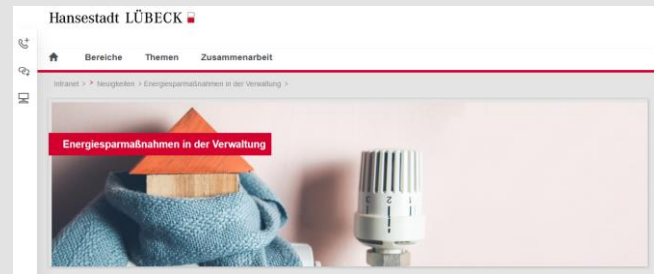 Hansestadt LÜBECK
Bereiche Themen Zusammenarbeit
Intranet > Neuigkeiten > Energiesparmaßnahmen in der Verwaltung >
Energiesparmaßnahmen in der Verwaltung